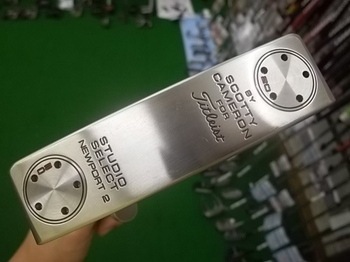 BY
SCOTTY
CAMERON
FOR
Titleist
STUDIO
SELECT
NEWPORT 2